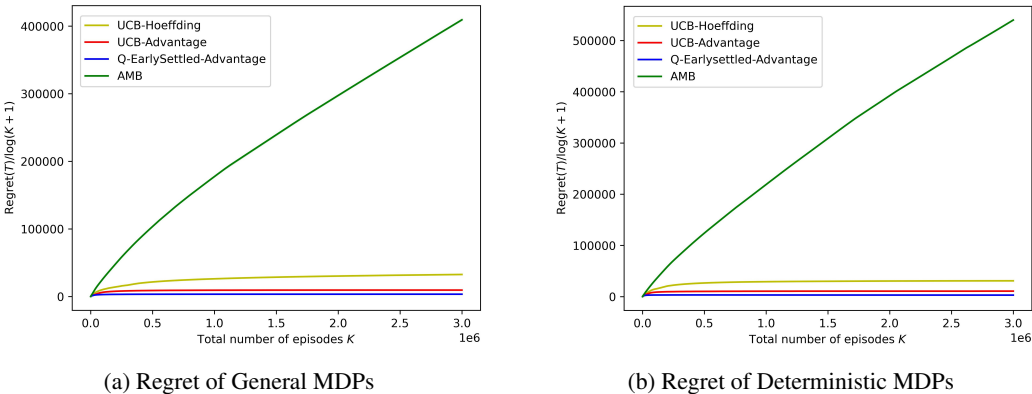 UCB-Hoeffding
UCB-Advantage
Q-EarlySettled-Advantage
AMB
400000
300000
200000
100000
0
Regret(T)/log(K + 1)
0.0 0.5 1.0 1.5 2.0 2.5 3.0
1e6
Total number of episodes K
(a) Regret of General MDPs
UCB-Hoeffding
UCB-Advantage
Q-Earlysettled-Advantage
AMB
500000
400000
300000
200000
100000
0
Regret(T)/log(K + 1)
0.0 0.5 1.0 1.5 2.0 2.5 3.0
1e6
Total number of episodes K
(b) Regret of Deterministic MDPs